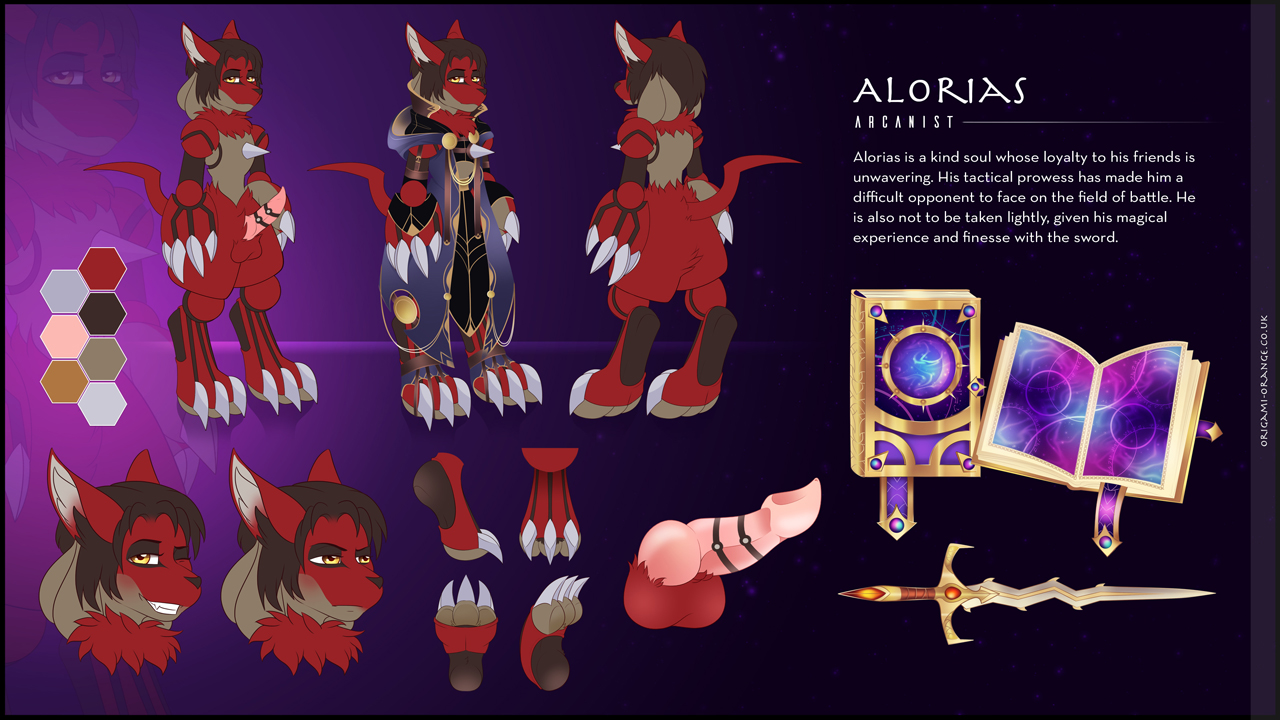 ALORIAS
ARCANIST
Alorias is a kind soul whose loyalty to his friends is
unwavering. His tactical prowess has made him a
difficult opponent to face on the field of battle. He
is also not to be taken lightly, given his magical
experience and finesse with the sword.
ORIGAMI-ORANGE.CO.UK